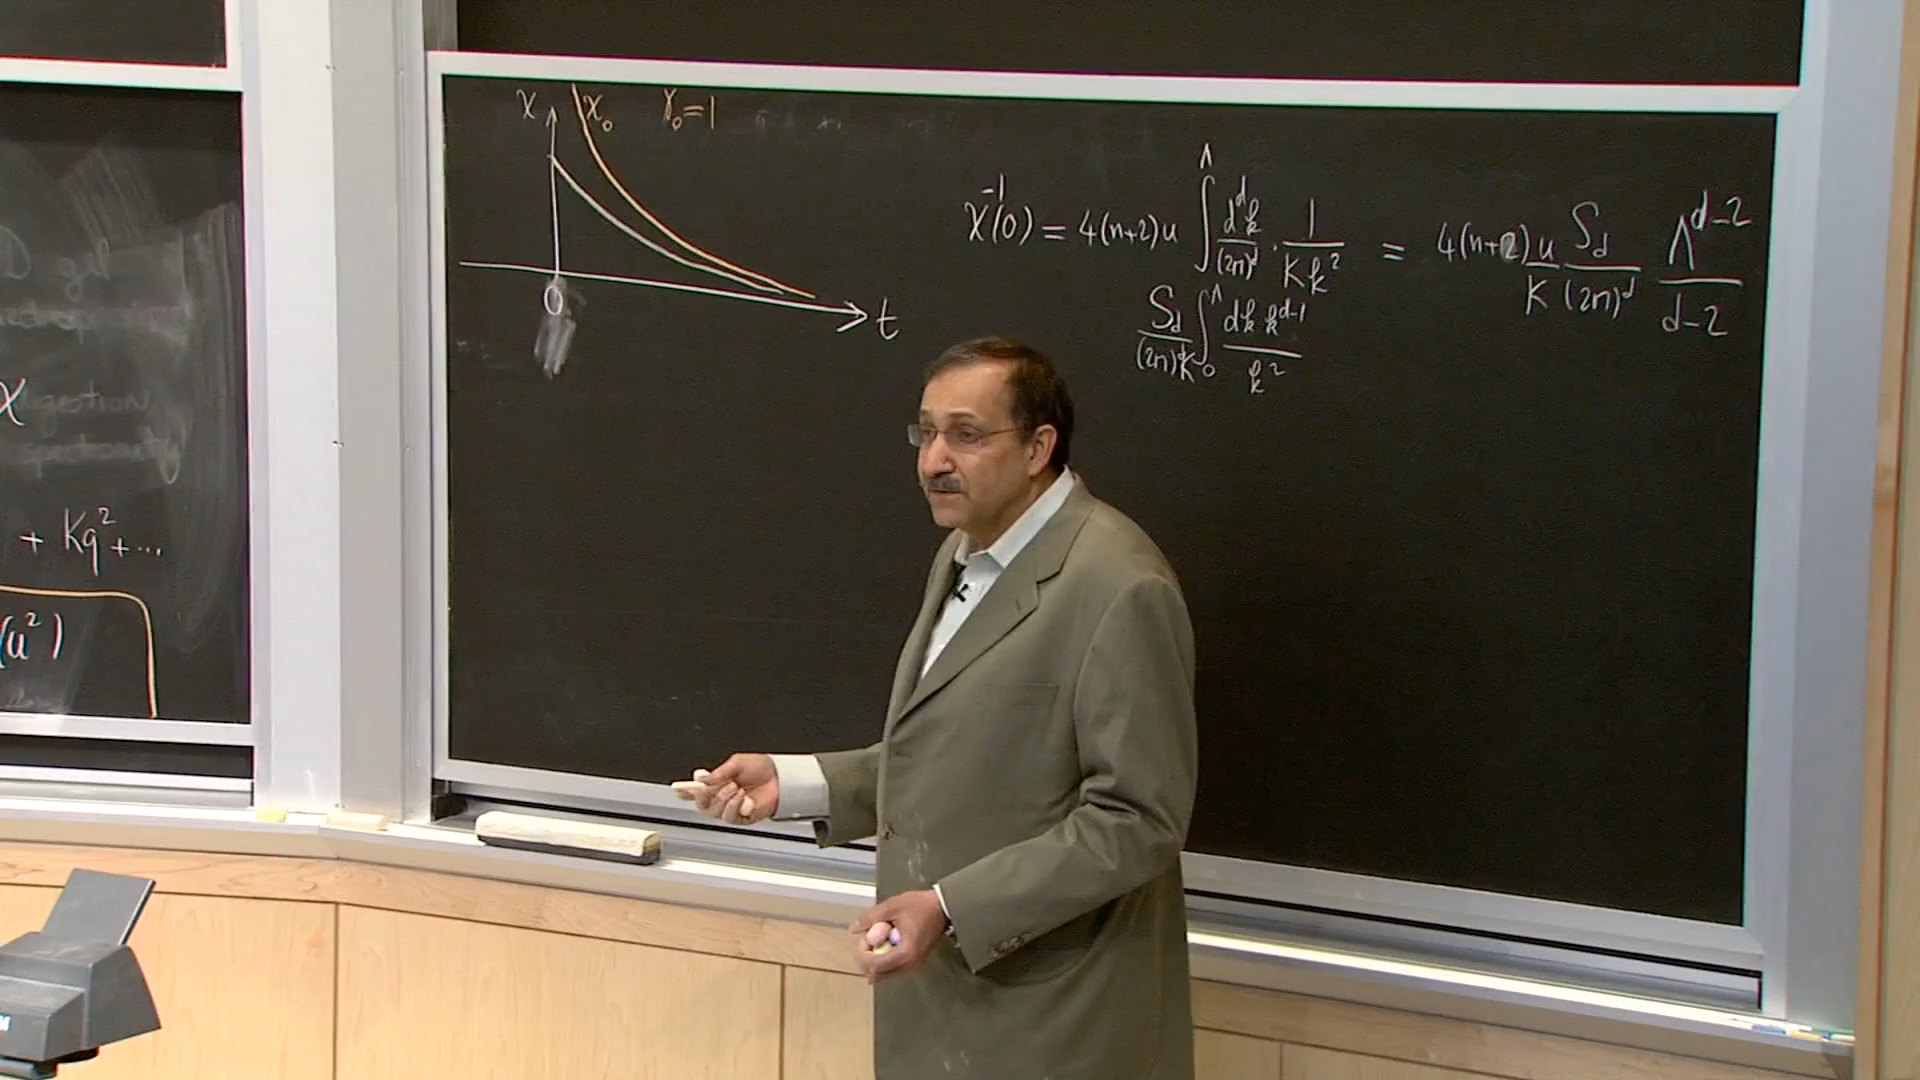 χ
χ₀ γ₀=1
0
t
χ⁻¹(0) = 4(n+2)u ∫^Λ d^dk/(2π)^d · 1/Kk² = 4(n+2)u/K S_d/(2π)^d Λ^{d-2}/d-2
S_d/(2π)^d K ∫₀^Λ dk k^{d-1}/k²
χ
+ Kq² + ...
(u²)